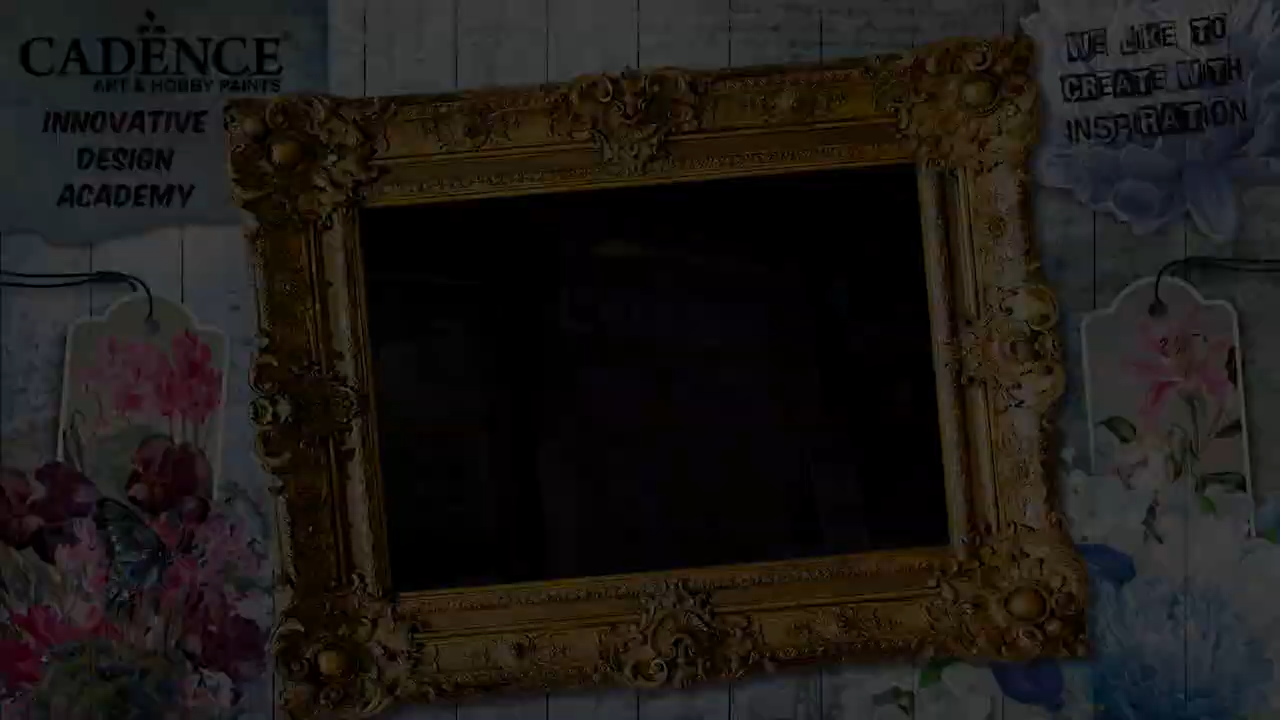 CADENCE
ART & HOBBY PAINTS
INNOVATIVE
DESIGN
ACADEMY
WE LIKE TO
CREATE WITH
INSPIRATION